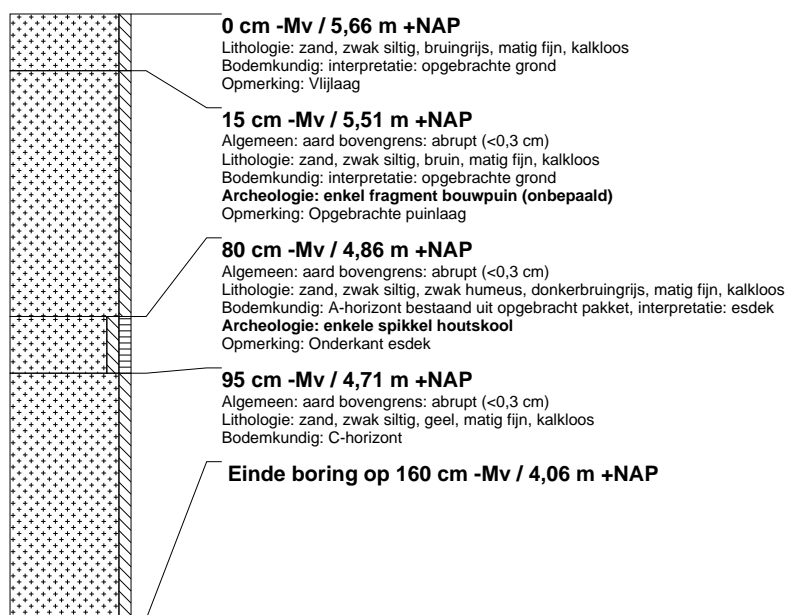 0 cm -Mv / 5,66 m +NAP
Lithologie: zand, zwak siltig, bruingrijs, matig fijn, kalkloos
Bodemkundig: interpretatie: opgebrachte grond
Opmerking: Vlijlaag
15 cm -Mv / 5,51 m +NAP
Algemeen: aard bovengrens: abrupt (<0,3 cm)
Lithologie: zand, zwak siltig, bruin, matig fijn, kalkloos
Bodemkundig: interpretatie: opgebrachte grond
Archeologie: enkel fragment bouwpuin (onbepaald)
Opmerking: Opgebrachte puinlaag
80 cm -Mv / 4,86 m +NAP
Algemeen: aard bovengrens: abrupt (<0,3 cm)
Lithologie: zand, zwak siltig, zwak humeus, donkerbruingrijs, matig fijn, kalkloos
Bodemkundig: A-horizont bestaand uit opgebracht pakket, interpretatie: esdek
Archeologie: enkele spikkel houtskool
Opmerking: Onderkant esdek
95 cm -Mv / 4,71 m +NAP
Algemeen: aard bovengrens: abrupt (<0,3 cm)
Lithologie: zand, zwak siltig, geel, matig fijn, kalkloos
Bodemkundig: C-horizont
Einde boring op 160 cm -Mv / 4,06 m +NAP